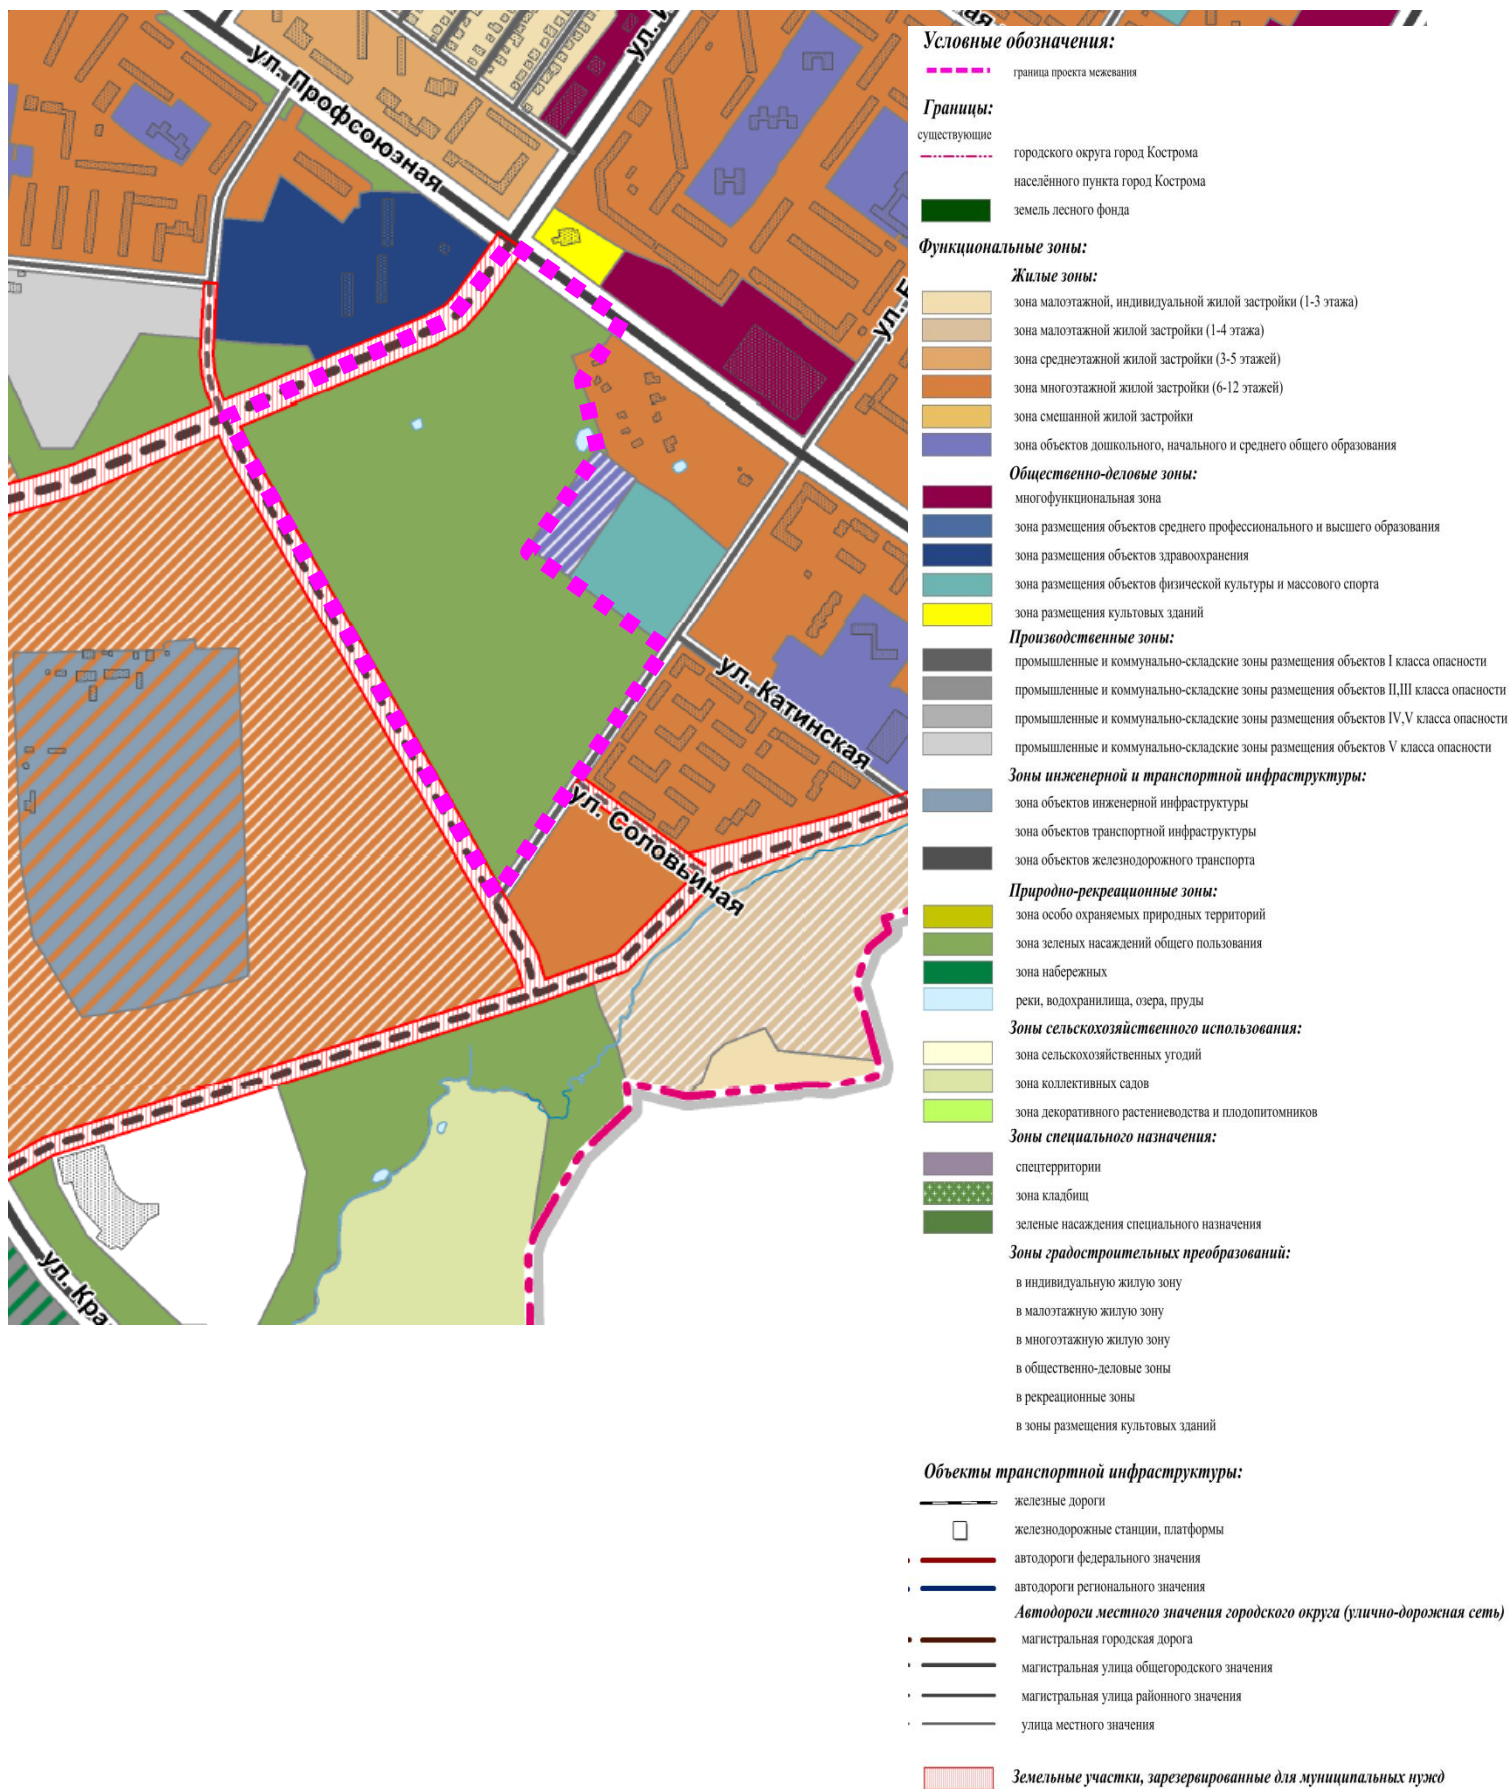 ул. Профсоюзная
ул. Катинская
ул. Соловьиная
ул. Кра
Условные обозначения:
граница проекта межевания
Границы:
существующие
городского округа город Кострома
населённого пункта город Кострома
земель лесного фонда
Функциональные зоны:
Жилые зоны:
зона малоэтажной, индивидуальной жилой застройки (1-3 этажа)
зона малоэтажной жилой застройки (1-4 этажа)
зона среднеэтажной жилой застройки (3-5 этажей)
зона многоэтажной жилой застройки (6-12 этажей)
зона смешанной жилой застройки
зона объектов дошкольного, начального и среднего общего образования
Общественно-деловые зоны:
многофункциональная зона
зона размещения объектов среднего профессионального и высшего образования
зона размещения объектов здравоохранения
зона размещения объектов физической культуры и массового спорта
зона размещения культовых зданий
Производственные зоны:
промышленные и коммунально-складские зоны размещения объектов I класса опасности
промышленные и коммунально-складские зоны размещения объектов II,III класса опасности
промышленные и коммунально-складские зоны размещения объектов IV,V класса опасности
промышленные и коммунально-складские зоны размещения объектов V класса опасности
Зоны инженерной и транспортной инфраструктуры:
зона объектов инженерной инфраструктуры
зона объектов транспортной инфраструктуры
зона объектов железнодорожного транспорта
Природно-рекреационные зоны:
зона особо охраняемых природных территорий
зона зеленых насаждений общего пользования
зона набережных
реки, водохранилища, озера, пруды
Зоны сельскохозяйственного использования:
зона сельскохозяйственных угодий
зона коллективных садов
зона декоративного растениеводства и плодопитомников
Зоны специального назначения:
спецтерритории
зона кладбищ
зеленые насаждения специального назначения
Зоны градостроительных преобразований:
в индивидуальную жилую зону
в малоэтажную жилую зону
в многоэтажную жилую зону
в общественно-деловые зоны
в рекреационные зоны
в зоны размещения культовых зданий
Объекты транспортной инфраструктуры:
железные дороги
железнодорожные станции, платформы
автодороги федерального значения
автодороги регионального значения
Автодороги местного значения городского округа (улично-дорожная сеть)
магистральная городская дорога
магистральная улица общегородского значения
магистральная улица районного значения
улица местного значения
Земельные участки, зарезервированные для муниципальных нужд